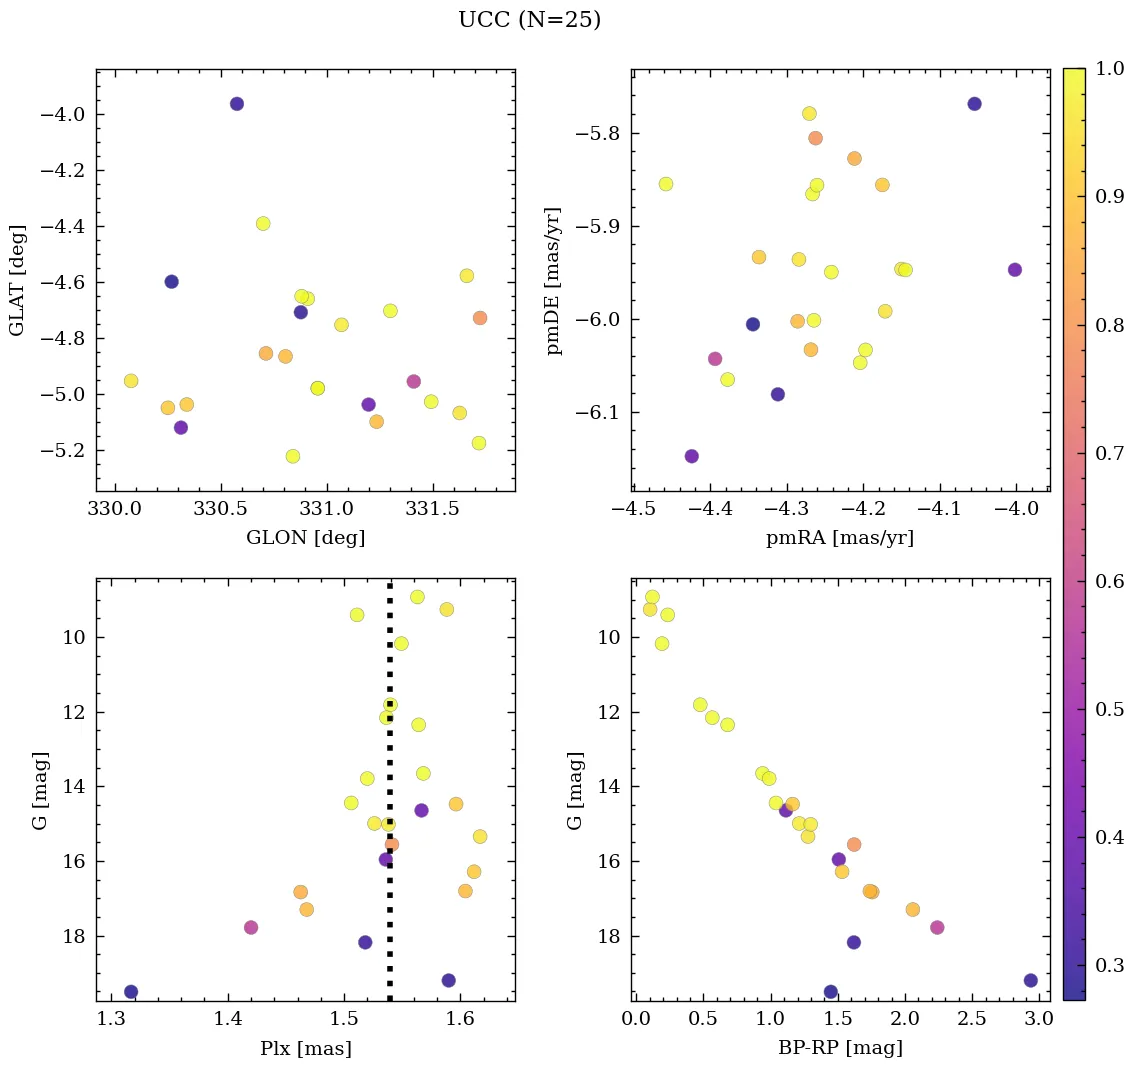 UCC (N=25)
−4.0
−4.2
−4.4
−4.6
−4.8
−5.0
−5.2
GLAT [deg]
330.0 330.5 331.0 331.5
GLON [deg]
−5.8
−5.9
−6.0
−6.1
pmDE [mas/yr]
−4.5 −4.4 −4.3 −4.2 −4.1 −4.0
pmRA [mas/yr]
10
12
14
16
18
G [mag]
1.3 1.4 1.5 1.6
Plx [mas]
10
12
14
16
18
G [mag]
0.0 0.5 1.0 1.5 2.0 2.5 3.0
BP-RP [mag]
1.0
0.9
0.8
0.7
0.6
0.5
0.4
0.3